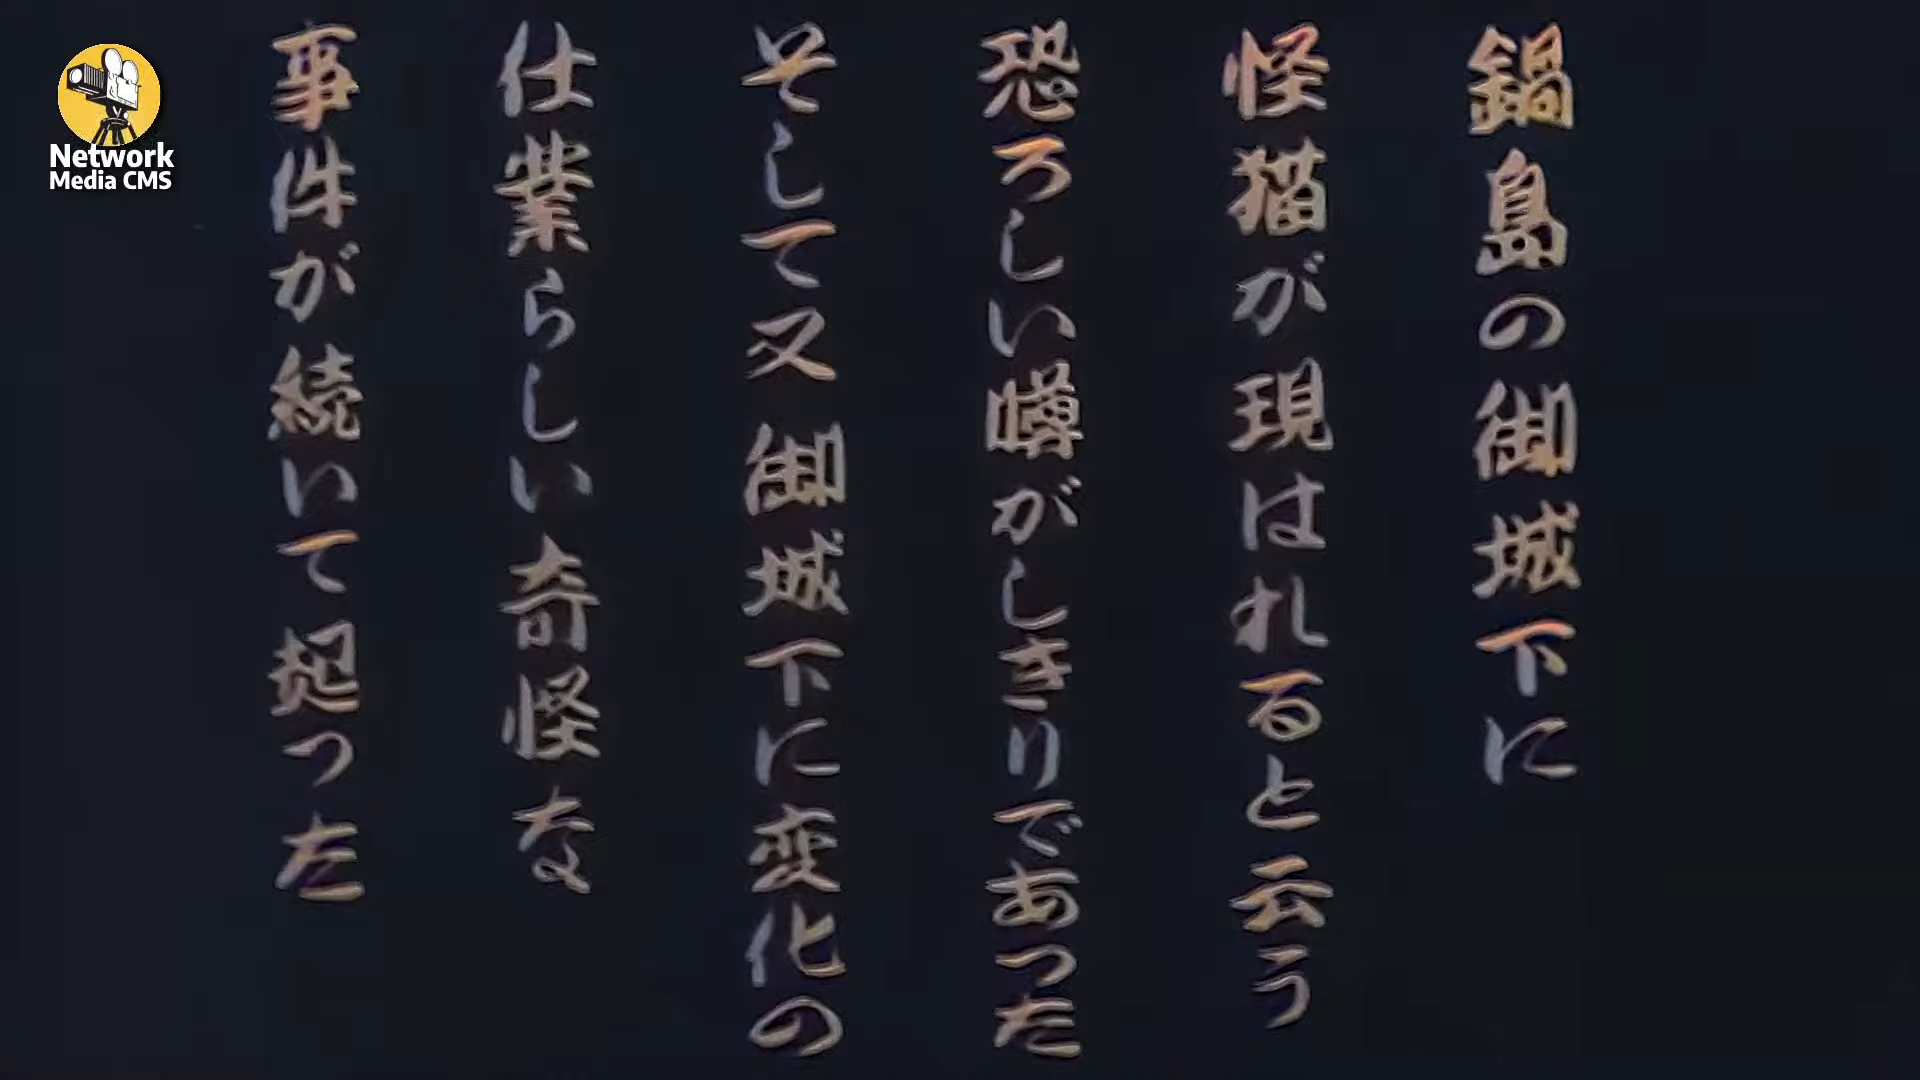 鍋島の御城下に
怪猫が現はれると云う
恐ろしい噂がしきりであつた
そして又御城下に変化の
仕業らしい奇怪な
事件が続いて起つた
Network
Media CMS